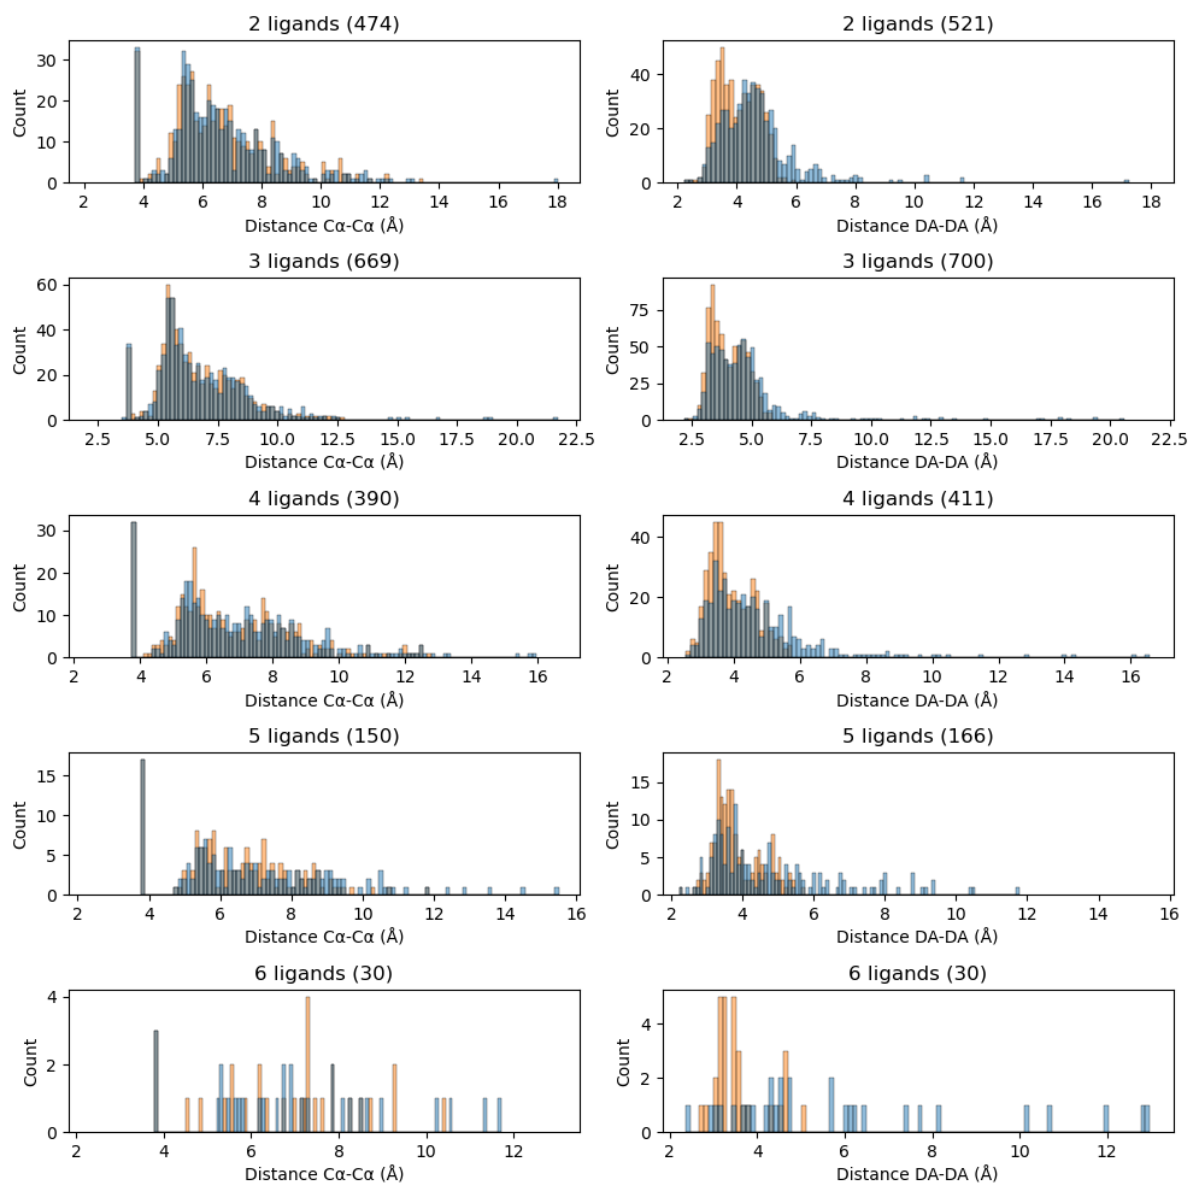 2 ligands (474)
30
20
10
0
Count
2 4 6 8 10 12 14 16 18
Distance Cα-Cα (Å)
2 ligands (521)
40
20
0
Count
2 4 6 8 10 12 14 16 18
Distance DA-DA (Å)
3 ligands (669)
60
40
20
0
Count
2.5 5.0 7.5 10.0 12.5 15.0 17.5 20.0 22.5
Distance Cα-Cα (Å)
3 ligands (700)
75
50
25
0
Count
2.5 5.0 7.5 10.0 12.5 15.0 17.5 20.0 22.5
Distance DA-DA (Å)
4 ligands (390)
30
20
10
0
Count
2 4 6 8 10 12 14 16
Distance Cα-Cα (Å)
4 ligands (411)
40
20
0
Count
2 4 6 8 10 12 14 16
Distance DA-DA (Å)
5 ligands (150)
15
10
5
0
Count
2 4 6 8 10 12 14 16
Distance Cα-Cα (Å)
5 ligands (166)
15
10
5
0
Count
2 4 6 8 10 12 14 16
Distance DA-DA (Å)
6 ligands (30)
4
2
0
Count
2 4 6 8 10 12
Distance Cα-Cα (Å)
6 ligands (30)
4
2
0
Count
2 4 6 8 10 12
Distance DA-DA (Å)